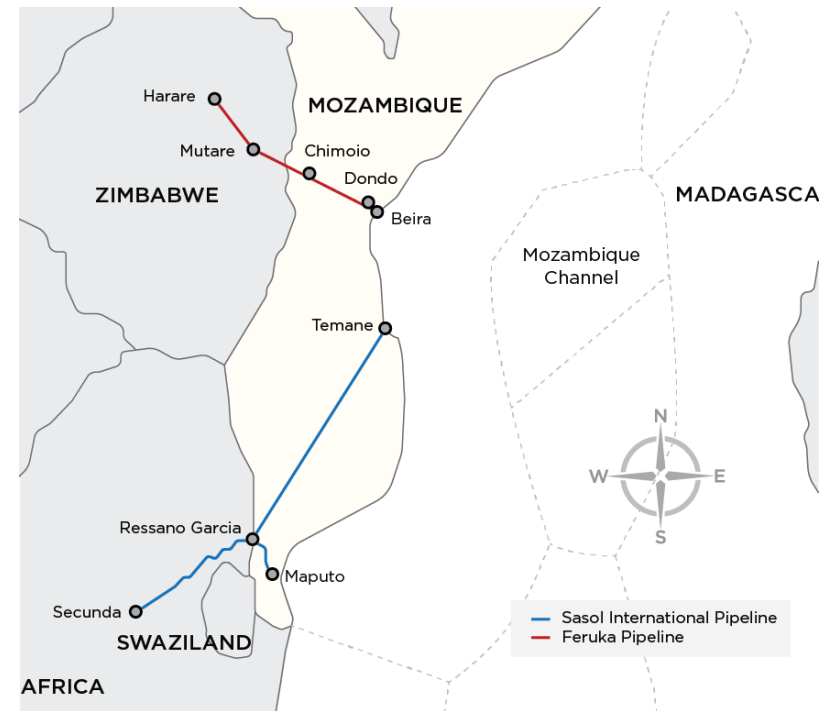 Harare
MOZAMBIQUE
Mutare
Chimoio
Dondo
ZIMBABWE
MADAGASCA
Beira
Mozambique
Channel
Temane
N
W
E
S
Ressano Garcia
Maputo
Secunda
Sasol International Pipeline
Feruka Pipeline
SWAZILAND
AFRICA